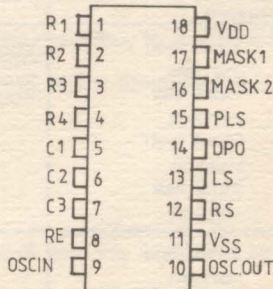 R1 1 18 VDD
R2 2 17 MASK1
R3 3 16 MASK 2
R4 4 15 PLS
C1 5 14 DPO
C2 6 13 LS
C3 7 12 RS
RE 8 11 VSS
OSCIN 9 10 OSC.OUT